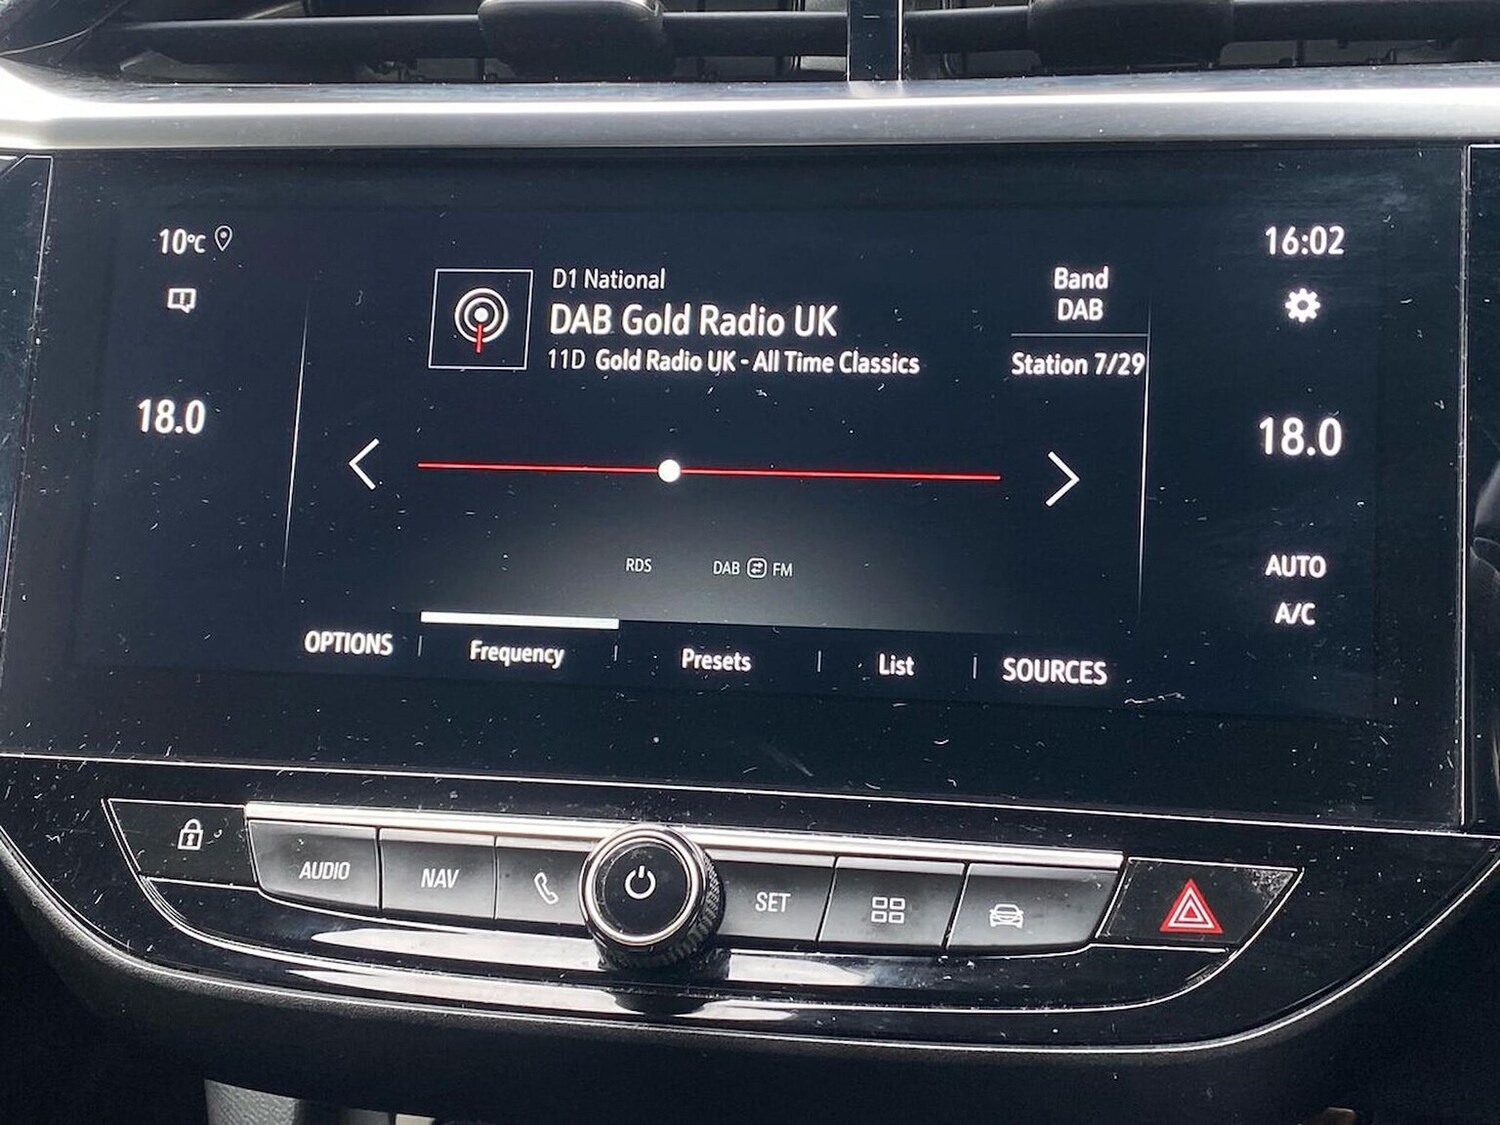 10°C
18.0
D1 National
DAB Gold Radio UK
11D Gold Radio UK - All Time Classics
Band
DAB
Station 7/29
16:02
18.0
AUTO
A/C
RDS
DAB FM
OPTIONS
Frequency
Presets
List
SOURCES
AUDIO
NAV
SET